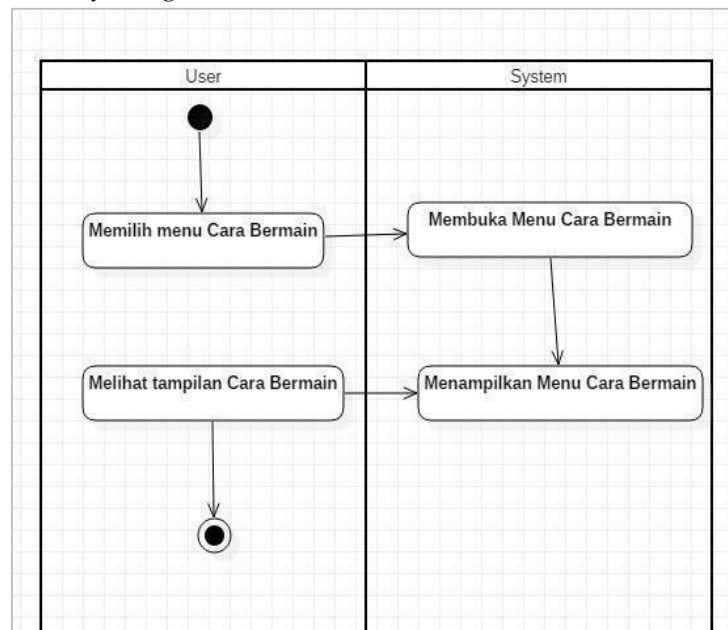 User
System
Memilih menu Cara Bermain
Membuka Menu Cara Bermain
Melihat tampilan Cara Bermain
Menampilkan Menu Cara Bermain